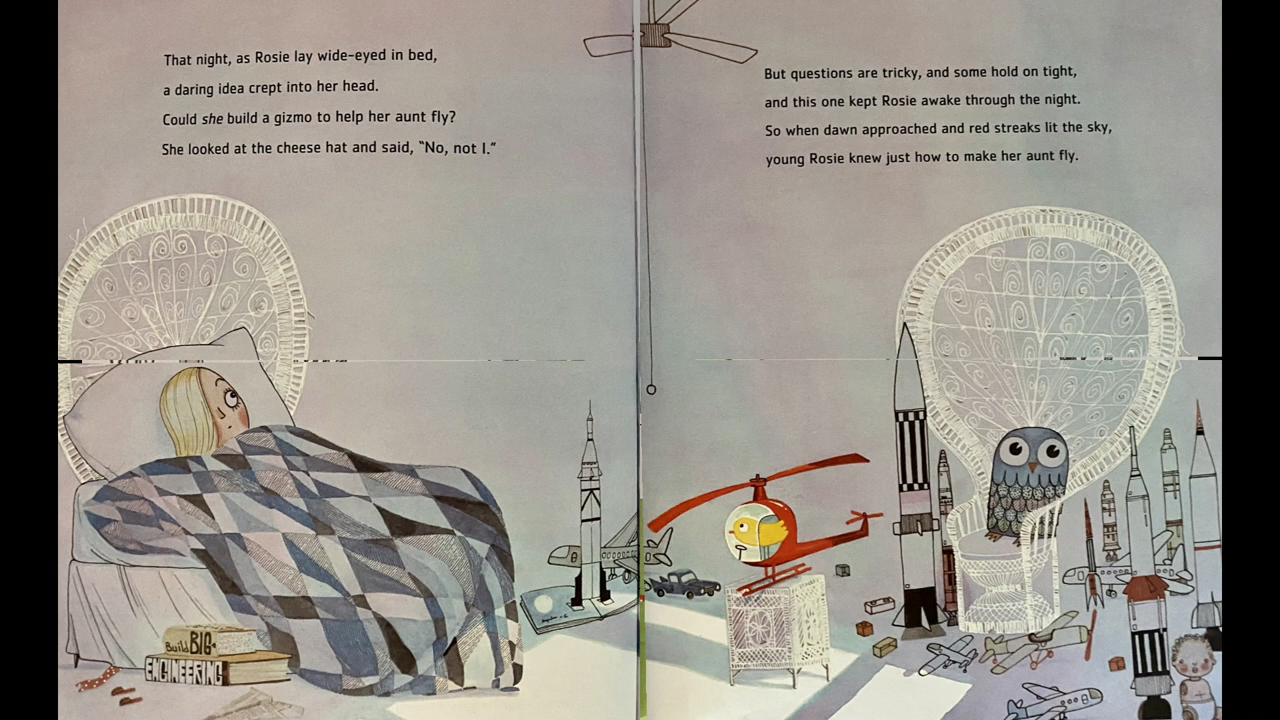 That night, as Rosie lay wide-eyed in bed,
a daring idea crept into her head.
Could she build a gizmo to help her aunt fly?
She looked at the cheese hat and said, “No, not I.”
But questions are tricky, and some hold on tight,
and this one kept Rosie awake through the night.
So when dawn approached and red streaks lit the sky,
young Rosie knew just how to make her aunt fly.
Build BIG
ENGINEERING